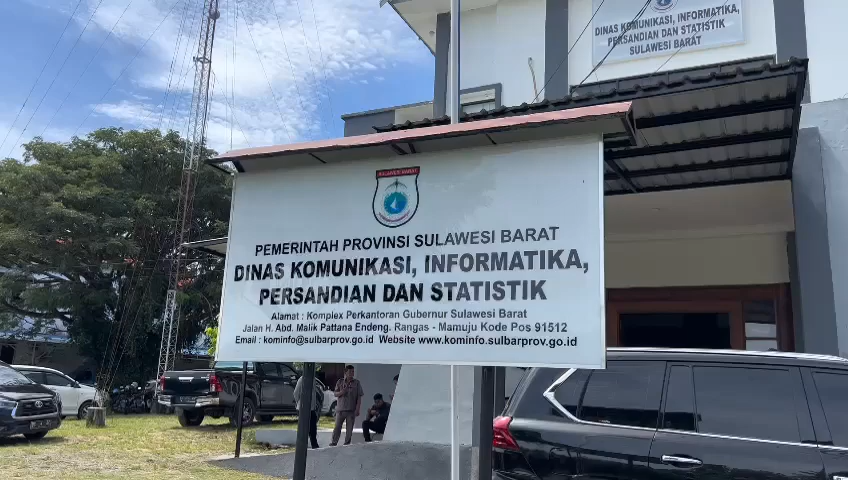 DINAS KOMUNIKASI, INFORMATIKA,
PERSANDIAN DAN STATISTIK
SULAWESI BARAT
SULAWESI BARAT
PEMERINTAH PROVINSI SULAWESI BARAT
DINAS KOMUNIKASI, INFORMATIKA,
PERSANDIAN DAN STATISTIK
Alamat : Komplex Perkantoran Gubernur Sulawesi Barat
Jalan H. Abd. Malik Pattana Endeng. Rangas - Mamuju Kode Pos 91512
Email : kominfo@sulbarprov.go.id Website www.kominfo.sulbarprov.go.id